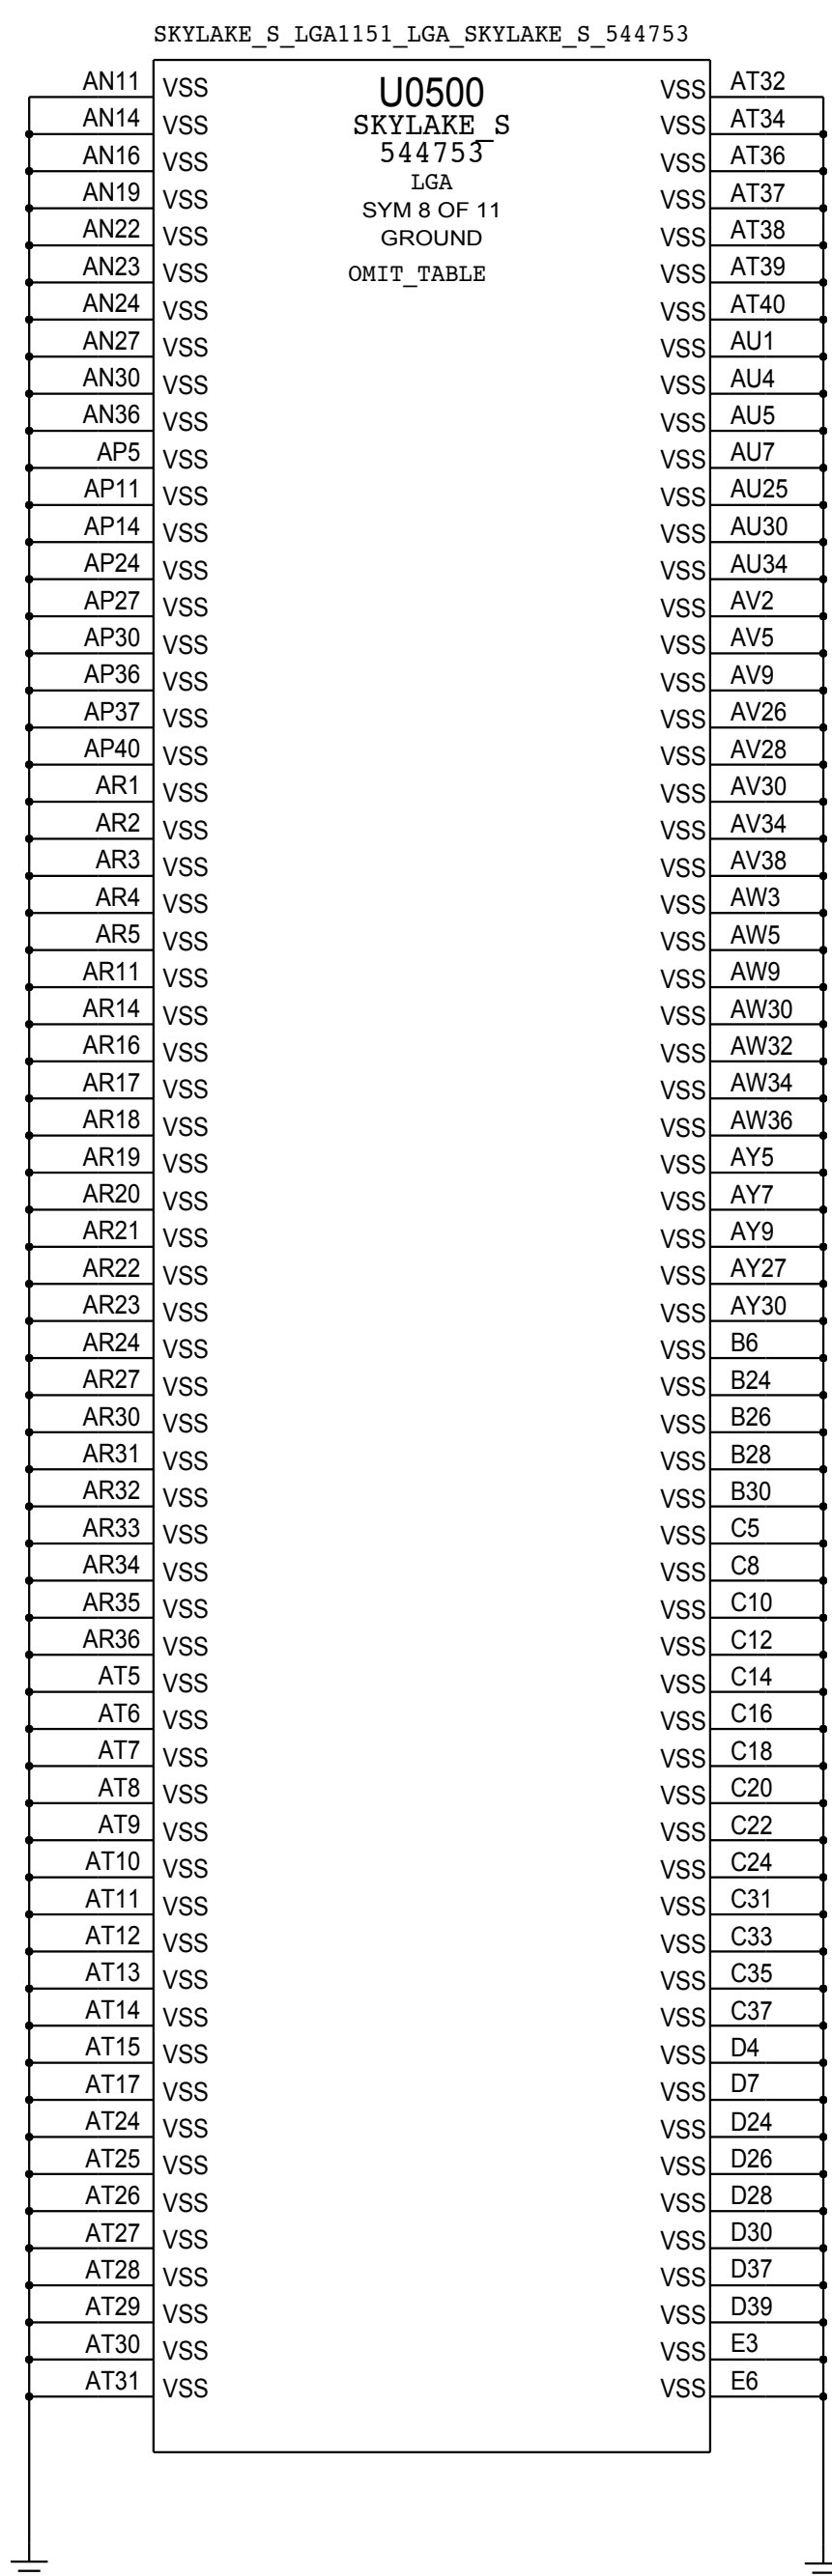 SKYLAKE_S_LGA1151_LGA_SKYLAKE_S_544753
U0500
SKYLAKE_S
544753
LGA
SYM 8 OF 11
GROUND
OMIT_TABLE
AN11 VSS VSS AT32
AN14 VSS VSS AT34
AN16 VSS VSS AT36
AN19 VSS VSS AT37
AN22 VSS VSS AT38
AN23 VSS VSS AT39
AN24 VSS VSS AT40
AN27 VSS VSS AU1
AN30 VSS VSS AU4
AN36 VSS VSS AU5
AP5 VSS VSS AU7
AP11 VSS VSS AU25
AP14 VSS VSS AU30
AP24 VSS VSS AU34
AP27 VSS VSS AV2
AP30 VSS VSS AV5
AP36 VSS VSS AV9
AP37 VSS VSS AV26
AP40 VSS VSS AV28
AR1 VSS VSS AV30
AR2 VSS VSS AV34
AR3 VSS VSS AV38
AR4 VSS VSS AW3
AR5 VSS VSS AW5
AR11 VSS VSS AW9
AR14 VSS VSS AW30
AR16 VSS VSS AW32
AR17 VSS VSS AW34
AR18 VSS VSS AW36
AR19 VSS VSS AY5
AR20 VSS VSS AY7
AR21 VSS VSS AY9
AR22 VSS VSS AY27
AR23 VSS VSS AY30
AR24 VSS VSS B6
AR27 VSS VSS B24
AR30 VSS VSS B26
AR31 VSS VSS B28
AR32 VSS VSS B30
AR33 VSS VSS C5
AR34 VSS VSS C8
AR35 VSS VSS C10
AR36 VSS VSS C12
AT5 VSS VSS C14
AT6 VSS VSS C16
AT7 VSS VSS C18
AT8 VSS VSS C20
AT9 VSS VSS C22
AT10 VSS VSS C24
AT11 VSS VSS C31
AT12 VSS VSS C33
AT13 VSS VSS C35
AT14 VSS VSS C37
AT15 VSS VSS D4
AT17 VSS VSS D7
AT24 VSS VSS D24
AT25 VSS VSS D26
AT26 VSS VSS D28
AT27 VSS VSS D30
AT28 VSS VSS D37
AT29 VSS VSS D39
AT30 VSS VSS E3
AT31 VSS VSS E6